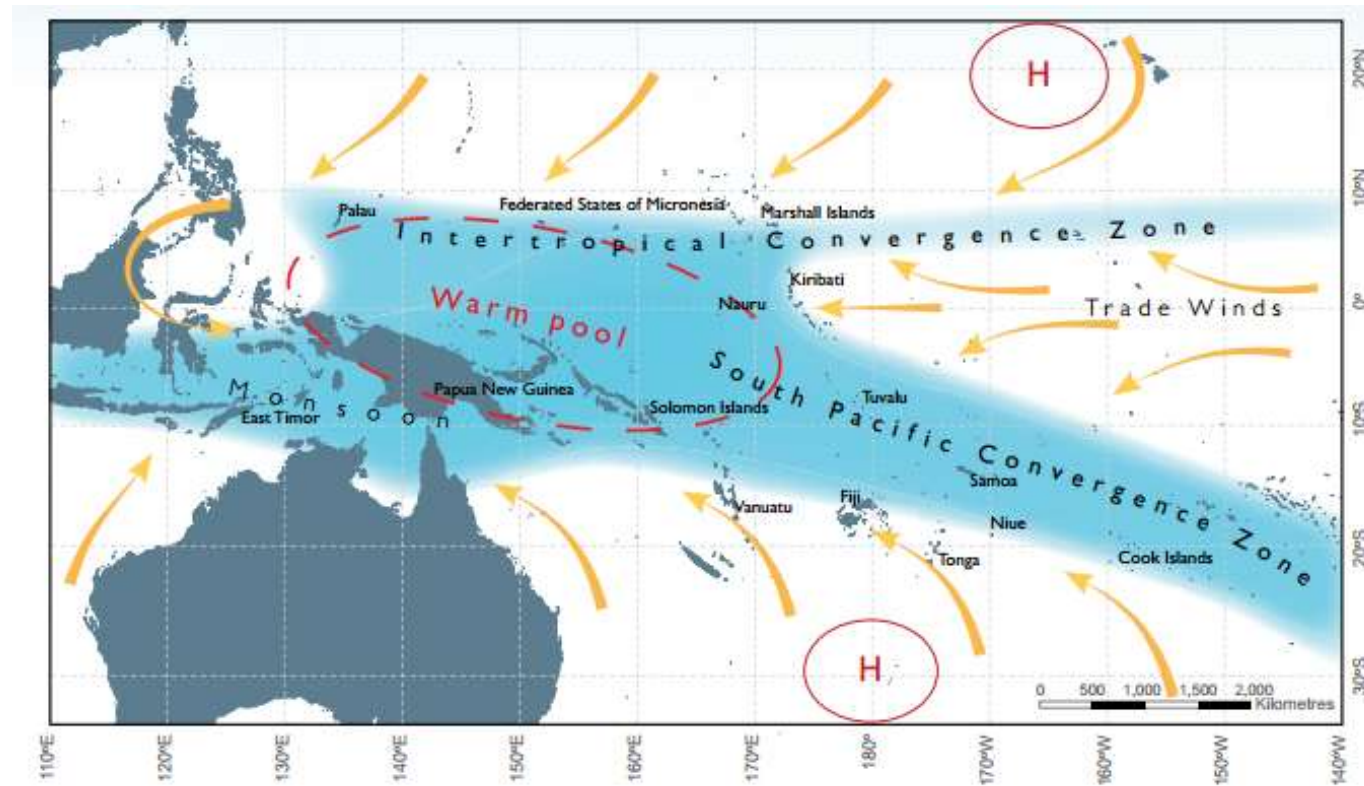 H
20°N
10°N
0°
10°S
20°S
30°S
Palau
Federated States of Micronesia
Marshall Islands
Intertropical Convergence Zone
Kiribati
Warm pool
Nauru
Trade Winds
Monsoon
Papua New Guinea
East Timor
Solomon Islands
South Pacific Convergence Zone
Tuvalu
Samoa
Vanuatu
Fiji
Niue
Tonga
Cook Islands
H
0 500 1,000 1,500 2,000
Kilometres
110°E 120°E 130°E 140°E 150°E 160°E 170°E 180° 170°W 160°W 150°W 140°W